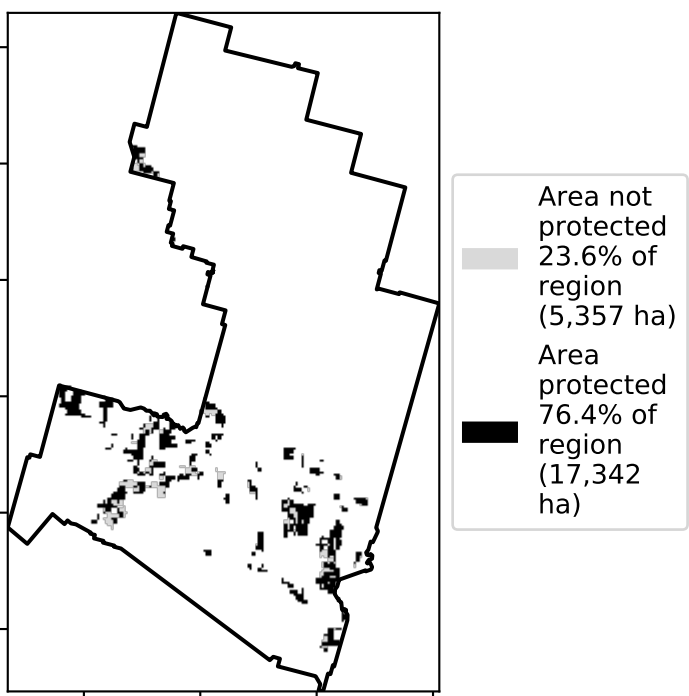 Area not
protected
23.6% of
region
(5,357 ha)
Area
protected
76.4% of
region
(17,342
ha)